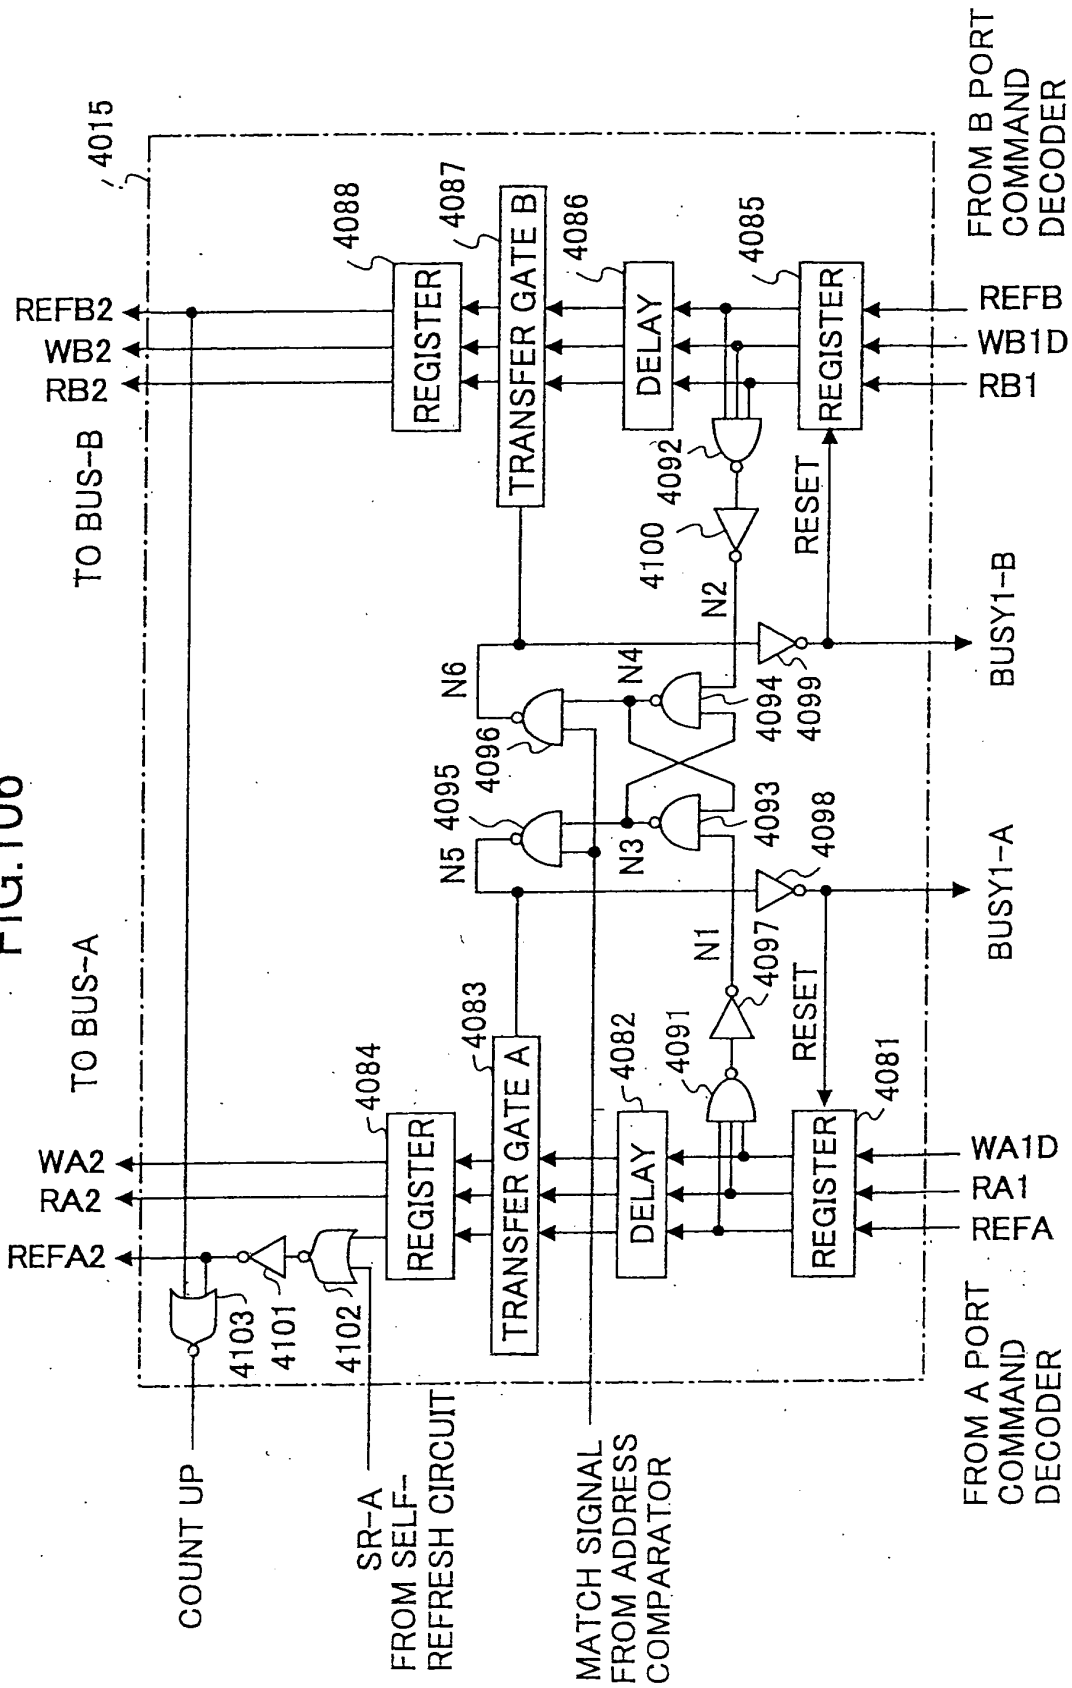 FIG.106
TO BUS-A
TO BUS-B
4015
REFA2
RA2
WA2
RB2
WB2
REFB2
COUNT UP
4103
4101
4102
SR-A
FROM SELF-
REFRESH CIRCUIT
4084
REGISTER
4088
REGISTER
4083
TRANSFER GATE A
4087
TRANSFER GATE B
N5
4095
4096
N6
MATCH SIGNAL
FROM ADDRESS
COMPARATOR
4082
DELAY
4086
DELAY
N3
N4
4091
N1
4097
4093
4094
N2
4100
4092
4098
4099
RESET
RESET
4081
REGISTER
4085
REGISTER
REFA
RA1
WA1D
RB1
WB1D
REFB
FROM A PORT
COMMAND
DECODER
BUSY1-A
BUSY1-B
FROM B PORT
COMMAND
DECODER